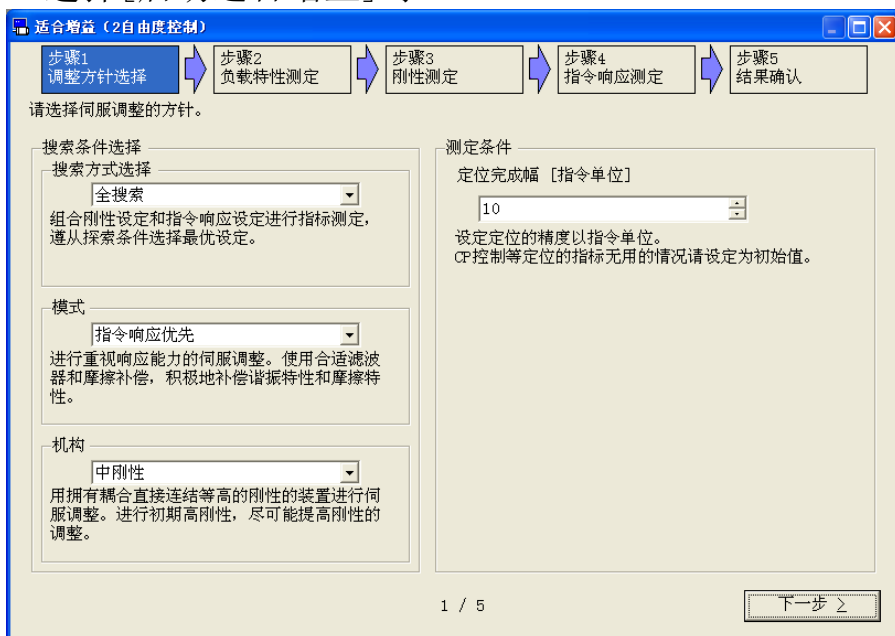 适合增益（2自由度控制）
步骤1
调整方针选择
步骤2
负载特性测定
步骤3
刚性测定
步骤4
指令响应测定
步骤5
结果确认
请选择伺服调整的方针。
搜索条件选择
搜索方式选择
全搜索
组合刚性设定和指令响应设定进行指标测定，
遵从探索条件选择最优设定。
模式
指令响应优先
进行重视响应能力的伺服调整。使用合适滤波
器和摩擦补偿，积极地补偿谐振特性和摩擦特
性。
机构
中刚性
用拥有耦合直接连结等高的刚性的装置进行伺
服调整。进行初期高刚性，尽可能提高刚性的
调整。
测定条件
定位完成幅 [指令单位]
10
设定定位的精度以指令单位。
CP控制等定位的指标无用的情况请设定为初始值。
1 / 5
下一步 ≥